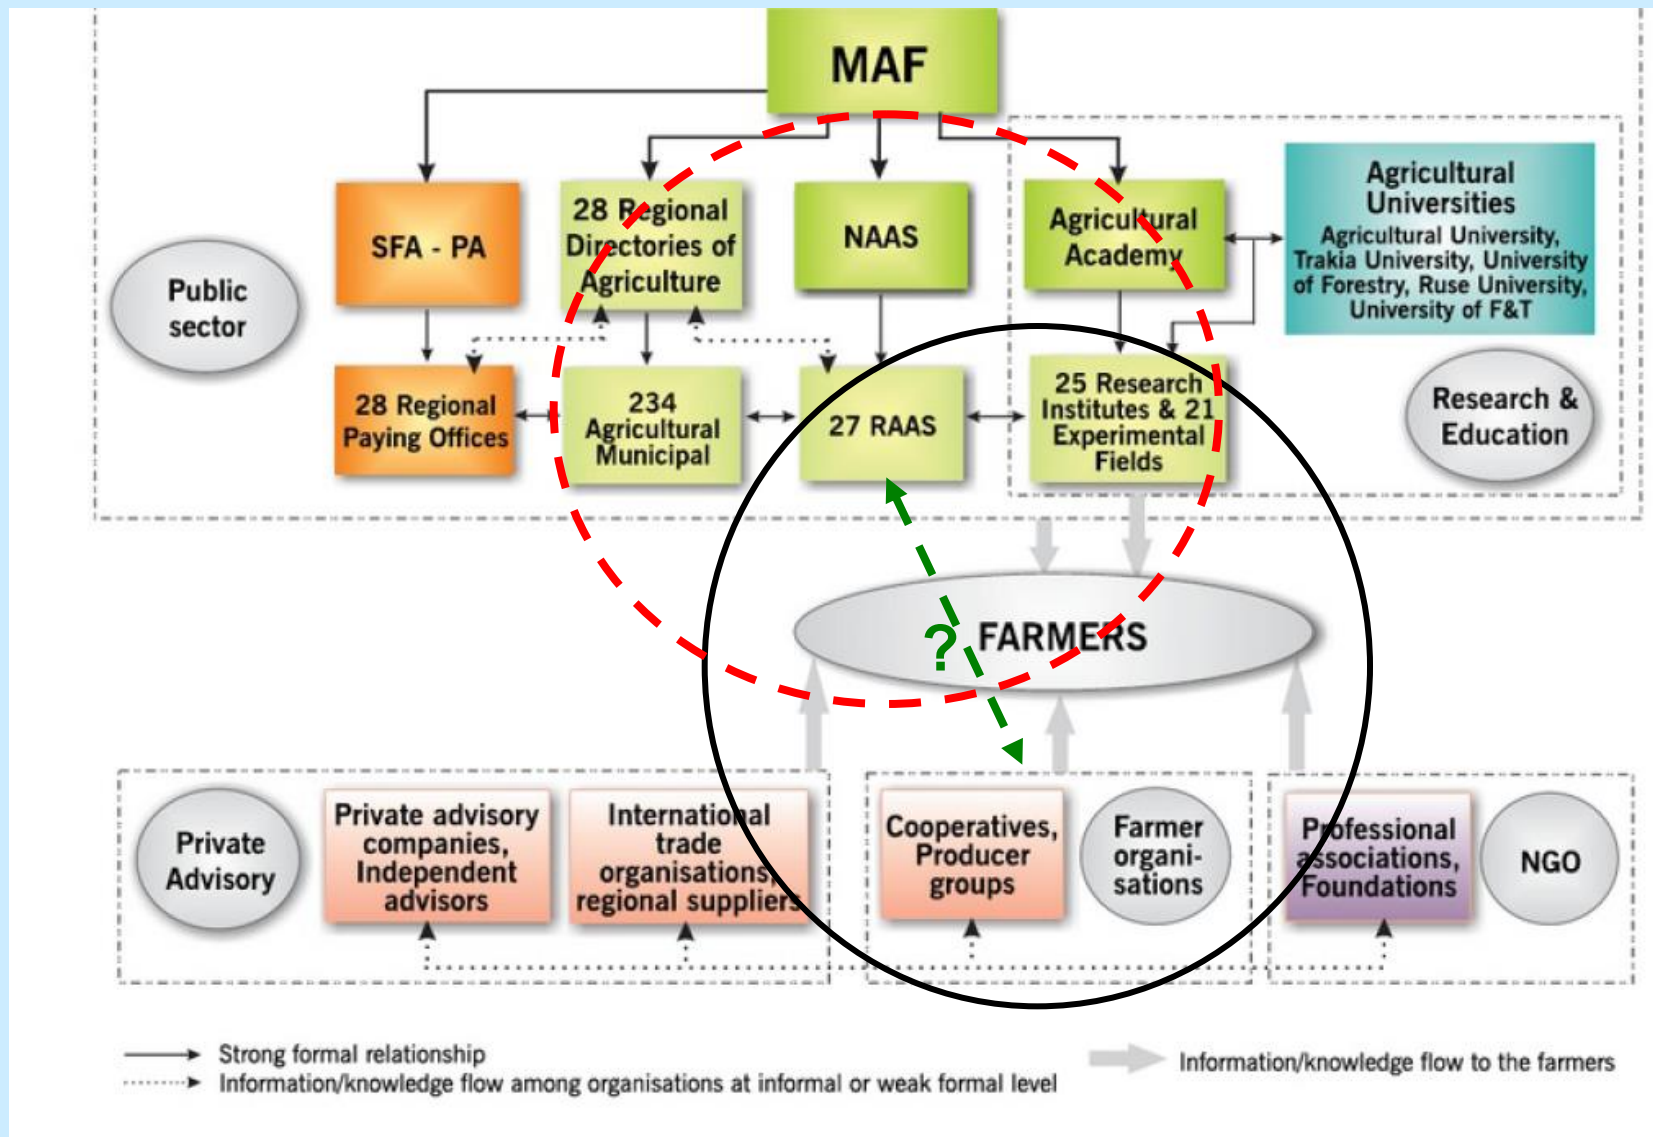 MAF
SFA - PA
28 Regional
Directories of
Agriculture
NAAS
Agricultural
Academy
Agricultural
Universities
Agricultural University,
Trakia University, University
of Forestry, Ruse University,
University of F&T
Public
sector
28 Regional
Paying Offices
234
Agricultural
Municipal
27 RAAS
25 Research
Institutes & 21
Experimental
Fields
Research &
Education
?
FARMERS
Private
Advisory
Private advisory
companies,
Independent
advisors
International
trade
organisations,
regional suppliers
Cooperatives,
Producer
groups
Farmer
organi-
sations
Professional
associations,
Foundations
NGO
Strong formal relationship
Information/knowledge flow among organisations at informal or weak formal level
Information/knowledge flow to the farmers